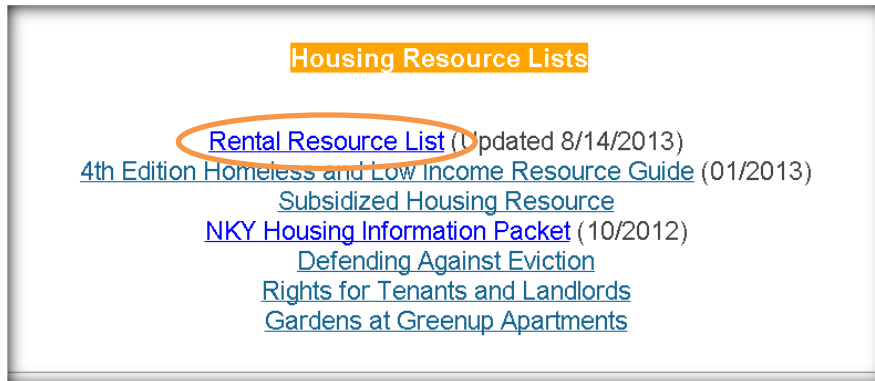 Housing Resource Lists
Rental Resource List (Updated 8/14/2013)
4th Edition Homeless and Low Income Resource Guide (01/2013)
Subsidized Housing Resource
NKY Housing Information Packet (10/2012)
Defending Against Eviction
Rights for Tenants and Landlords
Gardens at Greenup Apartments